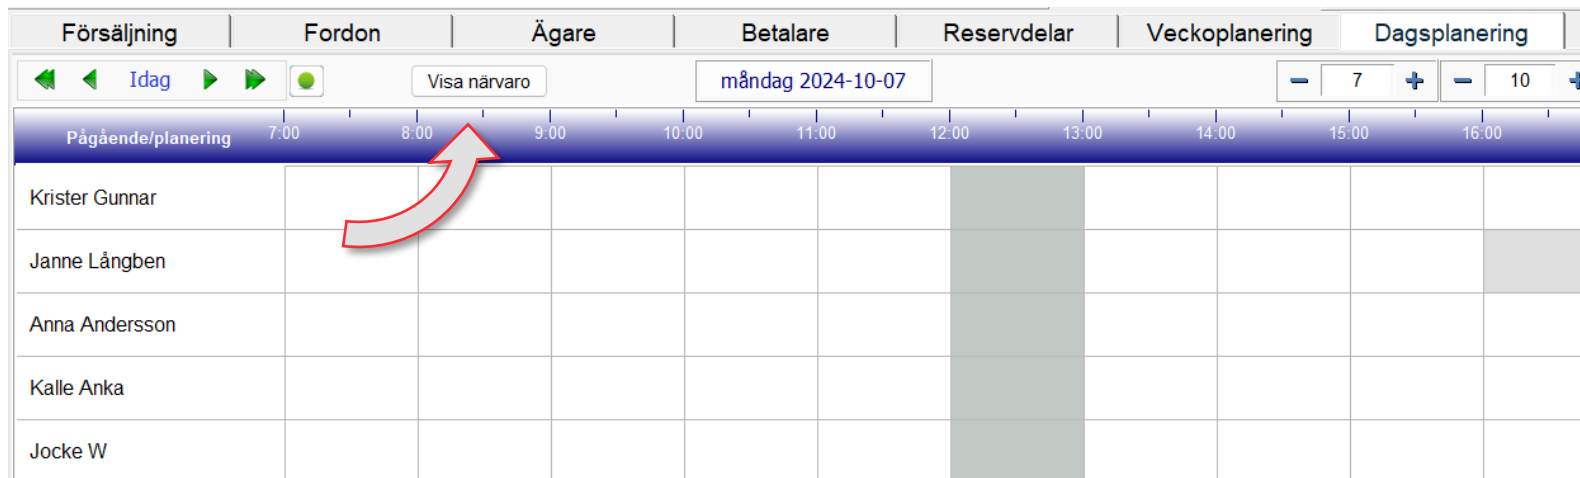 Försäljning Fordon Ägare Betalare Reservdelar Veckoplanering Dagsplanering
Idag Visa närvaro måndag 2024-10-07 7 10
Pågående/planering 7:00 8:00 9:00 10:00 11:00 12:00 13:00 14:00 15:00 16:00
Krister Gunnar
Janne Långben
Anna Andersson
Kalle Anka
Jocke W